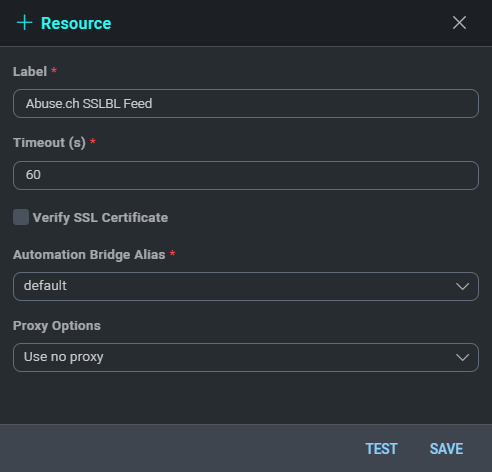 Resource
Label *
Abuse.ch SSLBL Feed
Timeout (s) *
60
Verify SSL Certificate
Automation Bridge Alias *
default
Proxy Options
Use no proxy
TEST SAVE